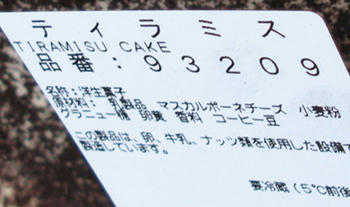 ティラミス
TIRAMISU CAKE
品番:93209
名称:洋生菓子
原材料: 乳製品 マスカルポーネチーズ 小麦粉
グラニュー糖 卵黄 香料 コーヒー豆
この製品は、卵、牛乳、ナッツ類を使用した設備で
製造しています。
要冷蔵(5℃前後